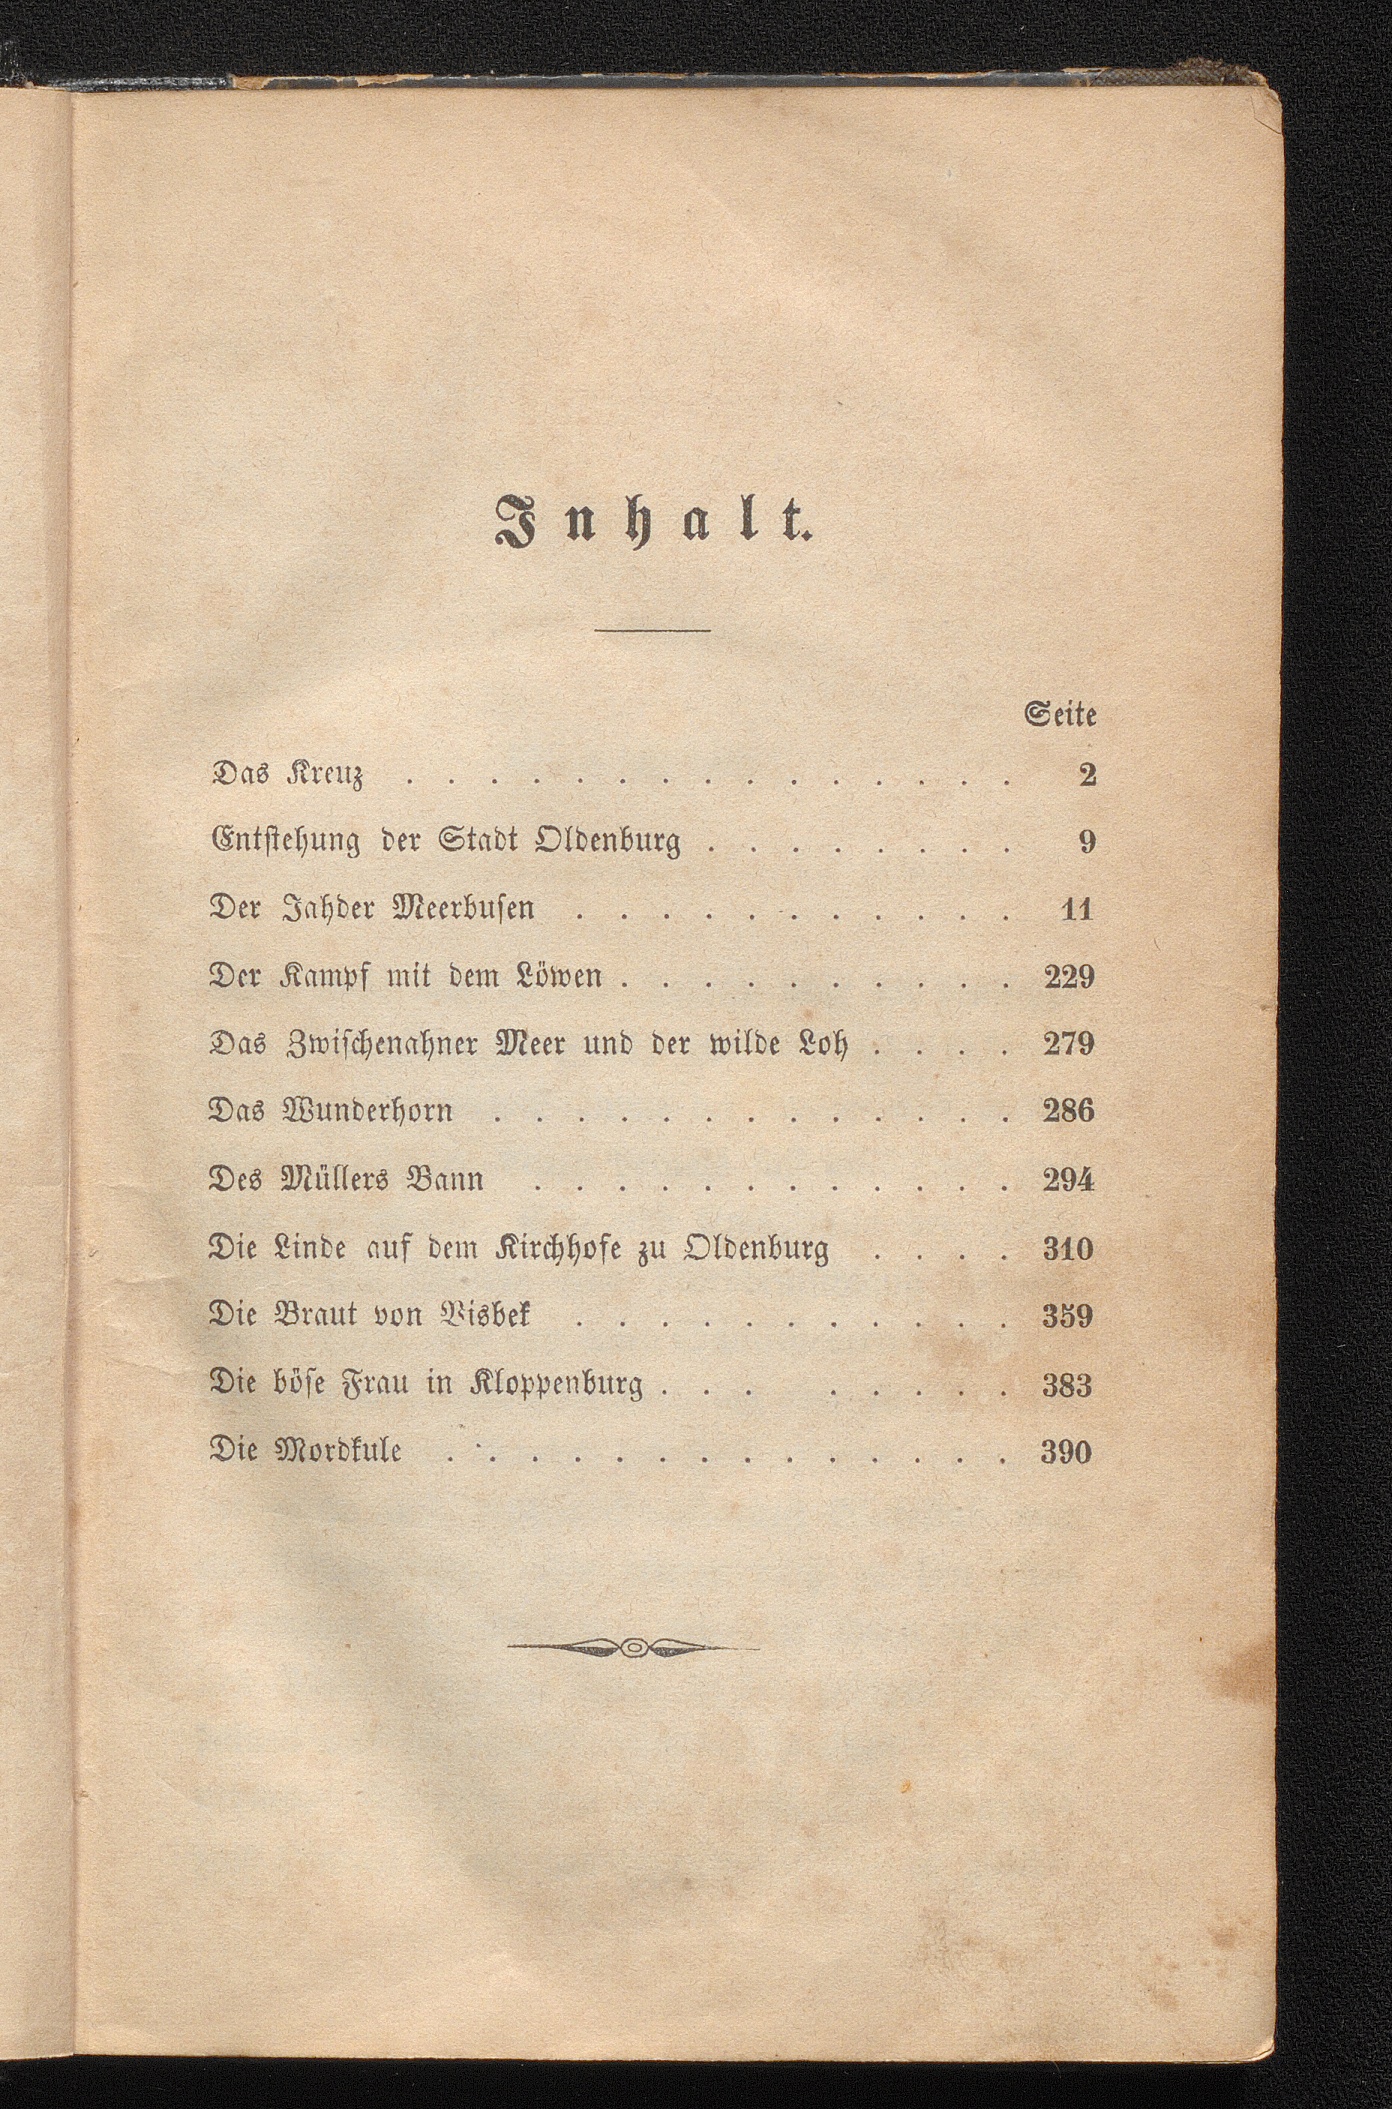 Inhalt.
Seite
Das Kreuz . . . . . . . . . . . . . . . 2
Entstehung der Stadt Oldenburg . . . . . . . . 9
Der Jahder Meerbusen . . . . . . . . . . . 11
Der Kampf mit dem Löwen . . . . . . . . . . 229
Das Zwischenahner Meer und der wilde Loh . . . . 279
Das Wunderhorn . . . . . . . . . . . . . 286
Des Müllers Bann . . . . . . . . . . . . 294
Die Linde auf dem Kirchhofe zu Oldenburg . . . . 310
Die Braut von Visbek . . . . . . . . . . . 359
Die böse Frau in Kloppenburg . . . . . . . . 383
Die Mordkule . . . . . . . . . . . . . . 390